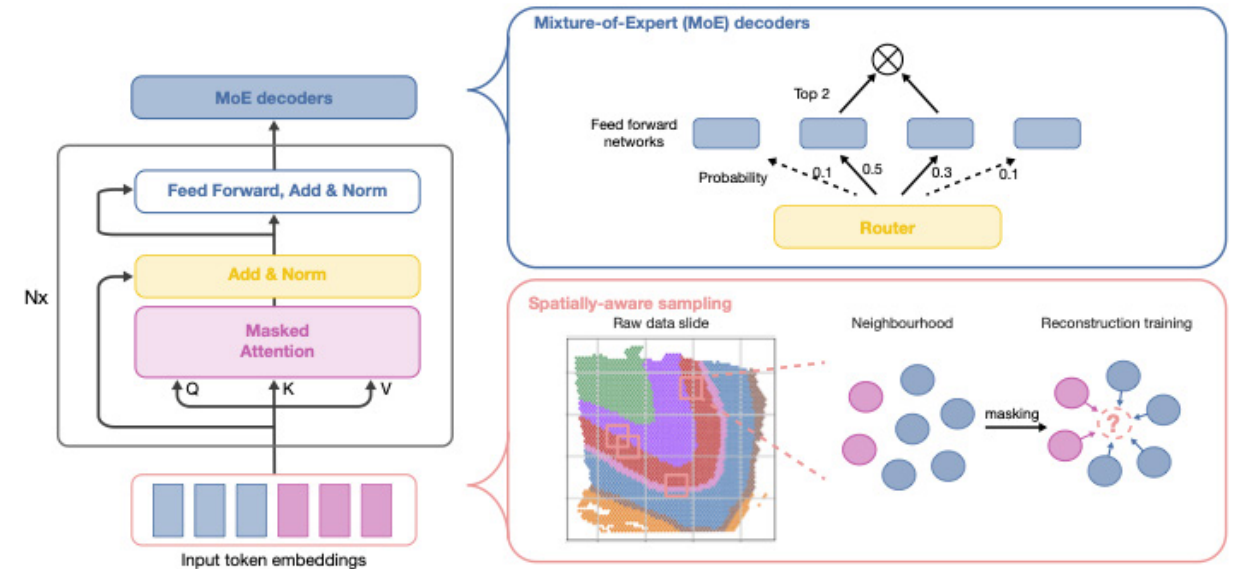 Mixture-of-Expert (MoE) decoders
MoE decoders
Top 2
Feed forward
networks
Feed Forward, Add & Norm
Probability
0.1
0.5
0.3
0.1
Router
Add & Norm
Nx
Masked
Attention
Q
K
V
Input token embeddings
Spatially-aware sampling
Raw data slide
Neighbourhood
Reconstruction training
masking
?